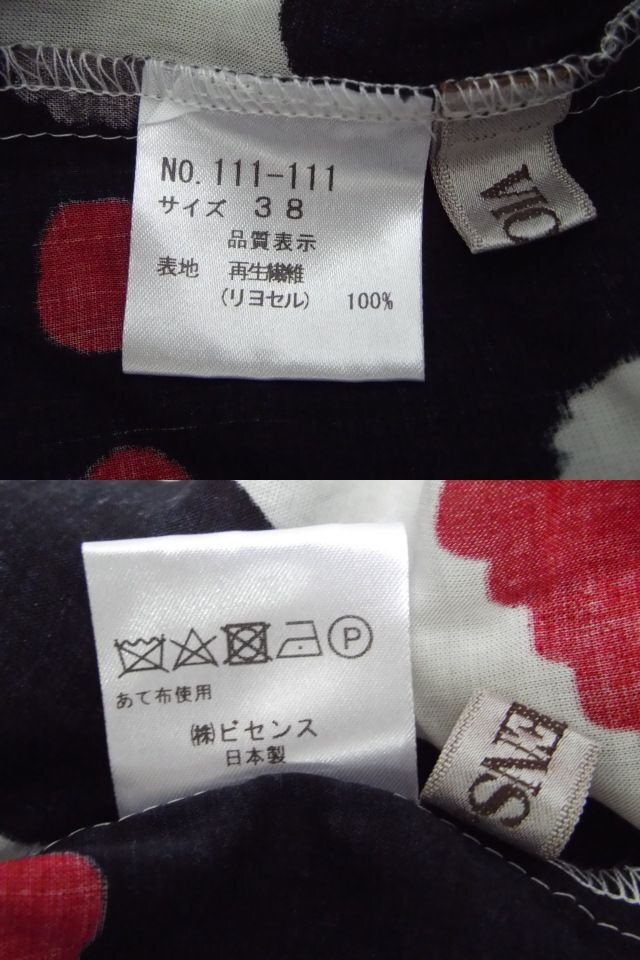 NO. 111-111
サイズ 38
品質表示
表地 再生繊維
(リヨセル) 100%
VIC
P
あて布使用
㈱ビセンス
日本製